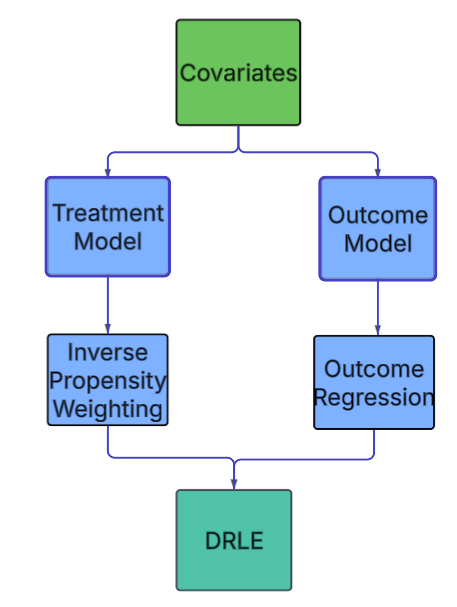 Covariates
Treatment
Model
Outcome
Model
Inverse
Propensity
Weighting
Outcome
Regression
DRLE